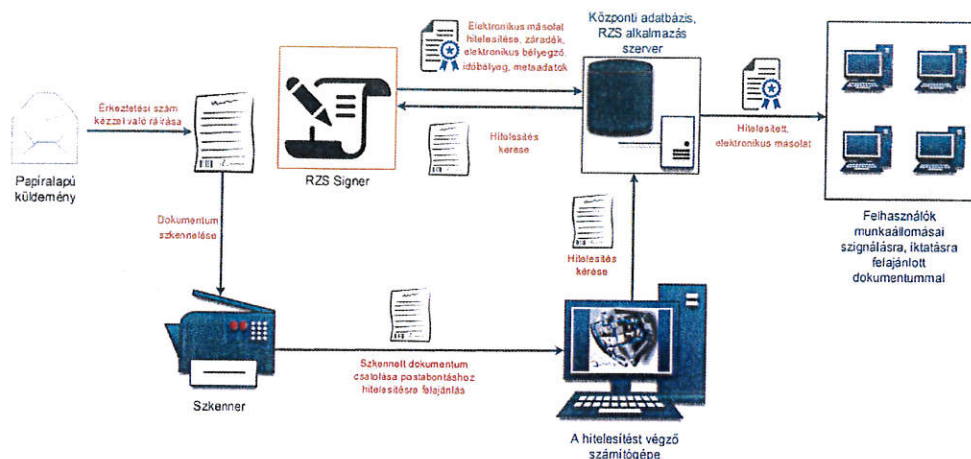 Elektronikus másolat
hitelesítése, záradék,
elektronikus bélyegző,
időbélyeg, metaadatok
Központi adatbázis,
RZS alkalmazás
szerver
Érkeztetési szám
kézzel való ráírása
Papíralapú
küldemény
RZS Signer
Hitelesítés
kérése
Hitelesített,
elektronikus másolat
Dokumentum
szkennelése
Hitelesítés
kérése
Felhasználók
munkaállomásai
szignálásra, iktatásra
felajánlott
dokumentummal
Szkennelt dokumentum
csatolása postabontáshoz
hitelesítésre felajánlás
Szkenner
A hitelesítést végző
számítógépe